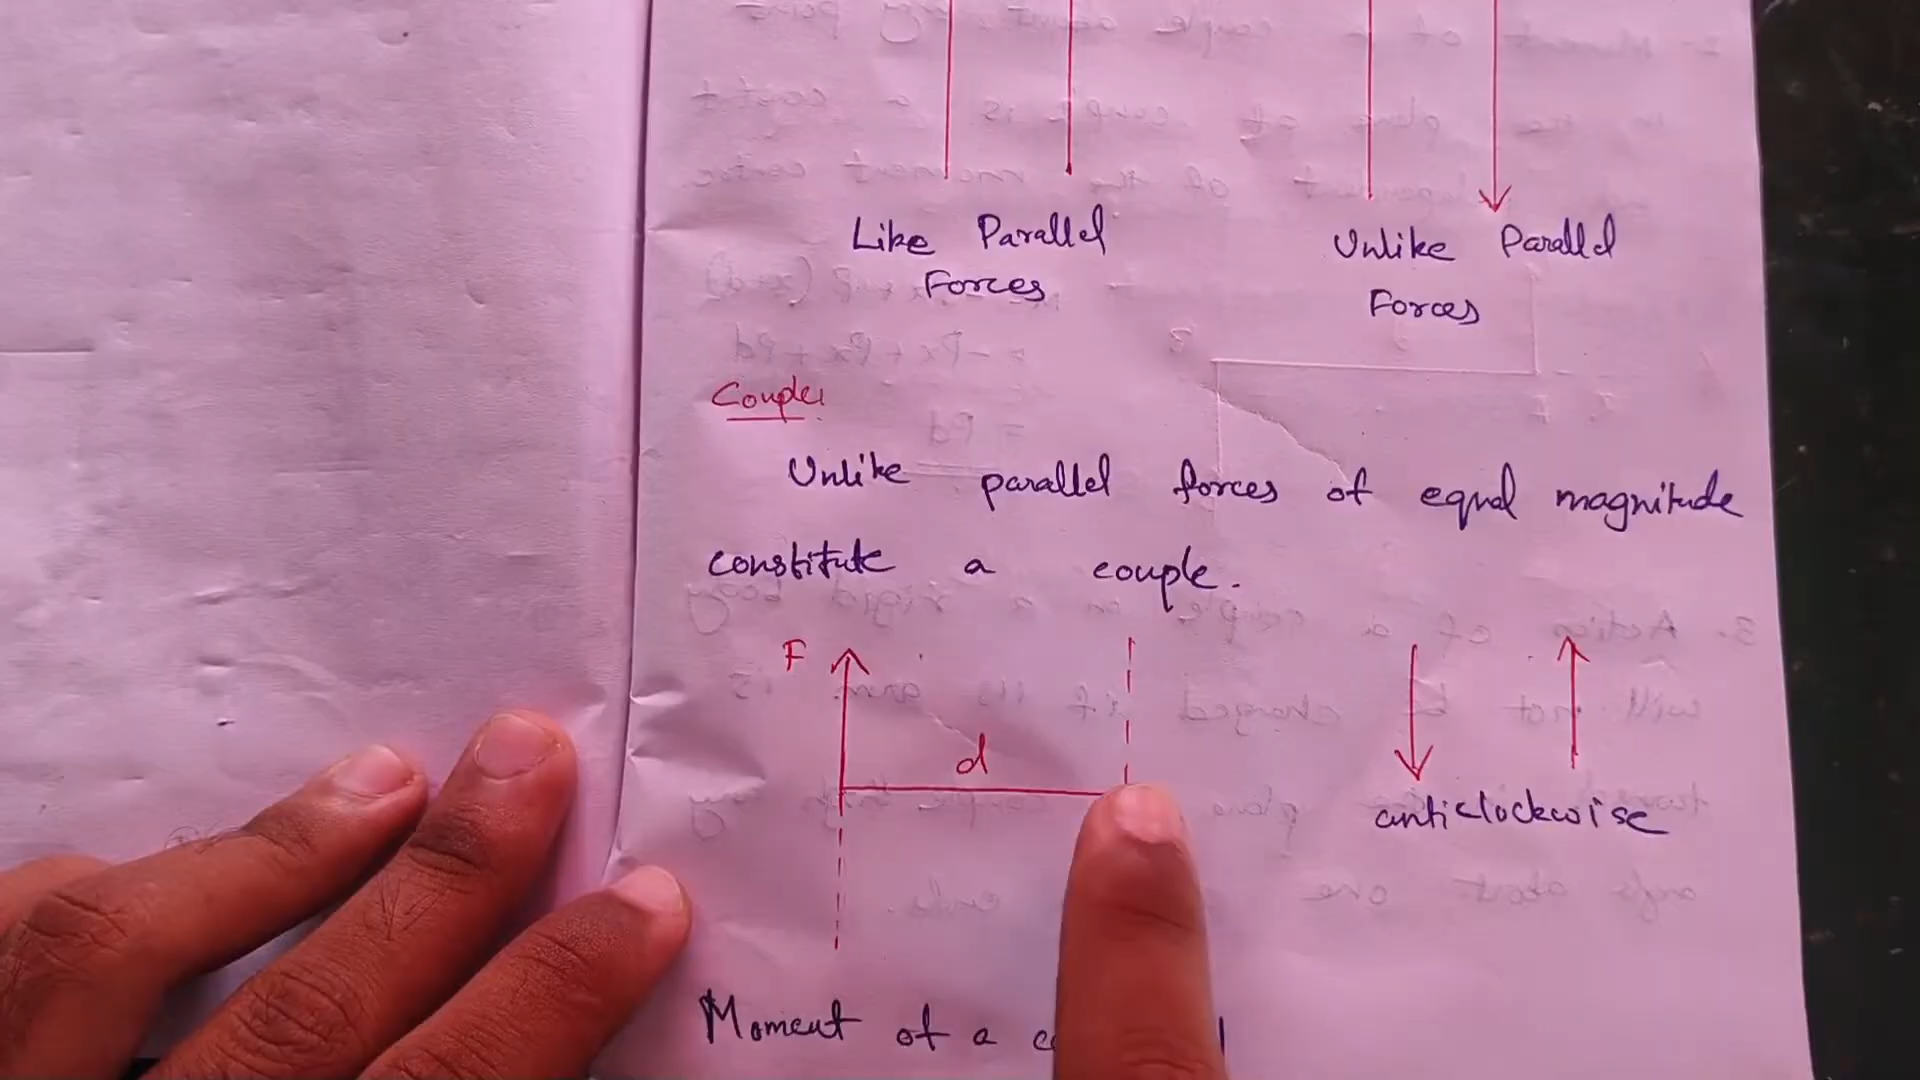 Like Parallel
Forces
Unlike Parallel
Forces
Couple:
Unlike parallel forces of equal magnitude
constitute a couple.
F
d
anticlockwise
Moment of a